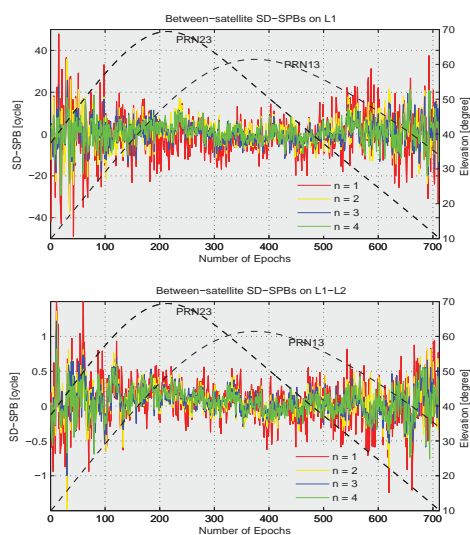 Between-satellite SD-SPBs on L1
SD-SPB [cycle]
40
20
0
−20
−40
PRN23
PRN13
n = 1
n = 2
n = 3
n = 4
70
60
50
40
30
20
10
Elevation [degree]
0 100 200 300 400 500 600 700
Number of Epochs
Between-satellite SD-SPBs on L1-L2
SD-SPB [cycle]
1
0.5
0
−0.5
−1
PRN23
PRN13
n = 1
n = 2
n = 3
n = 4
70
60
50
40
30
20
10
Elevation [degree]
0 100 200 300 400 500 600 700
Number of Epochs